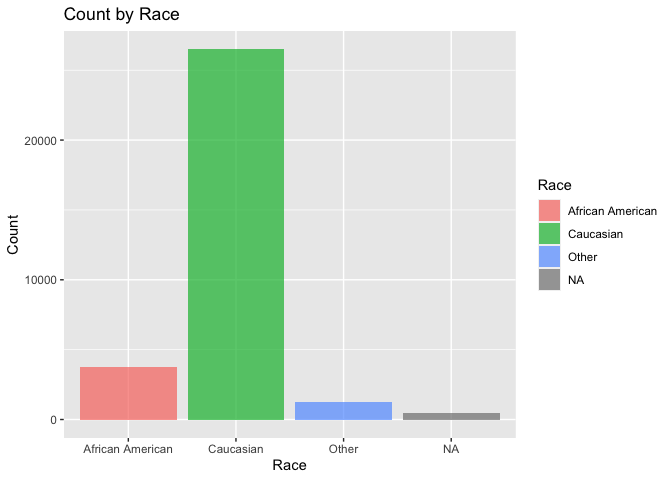 Count by Race
20000
10000
0
Count
African American
Caucasian
Other
NA
Race
Race
African American
Caucasian
Other
NA